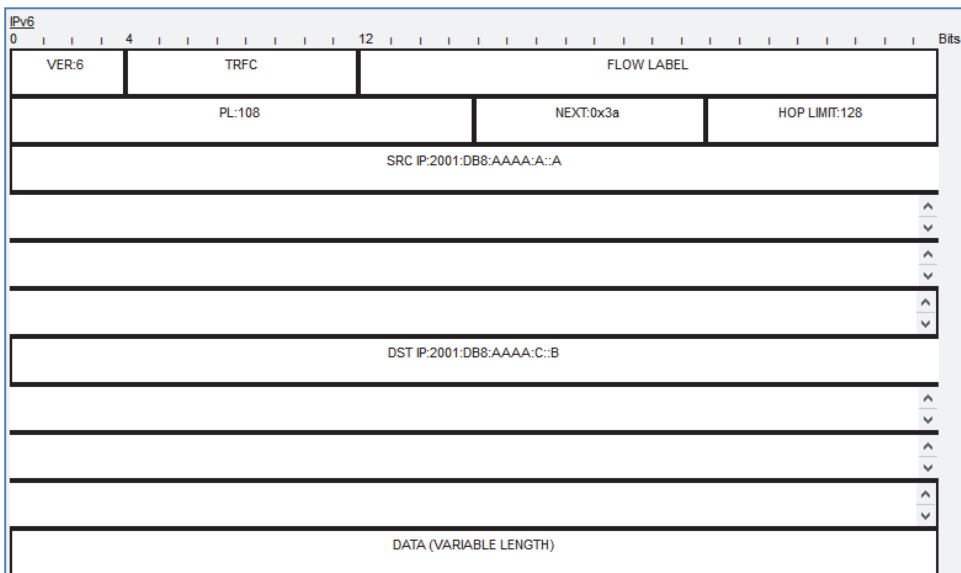 IPv6
0 4 12 Bits
VER:6 TRFC FLOW LABEL
PL:108 NEXT:0x3a HOP LIMIT:128
SRC IP:2001:DB8:AAAA:A::A
DST IP:2001:DB8:AAAA:C::B
DATA (VARIABLE LENGTH)